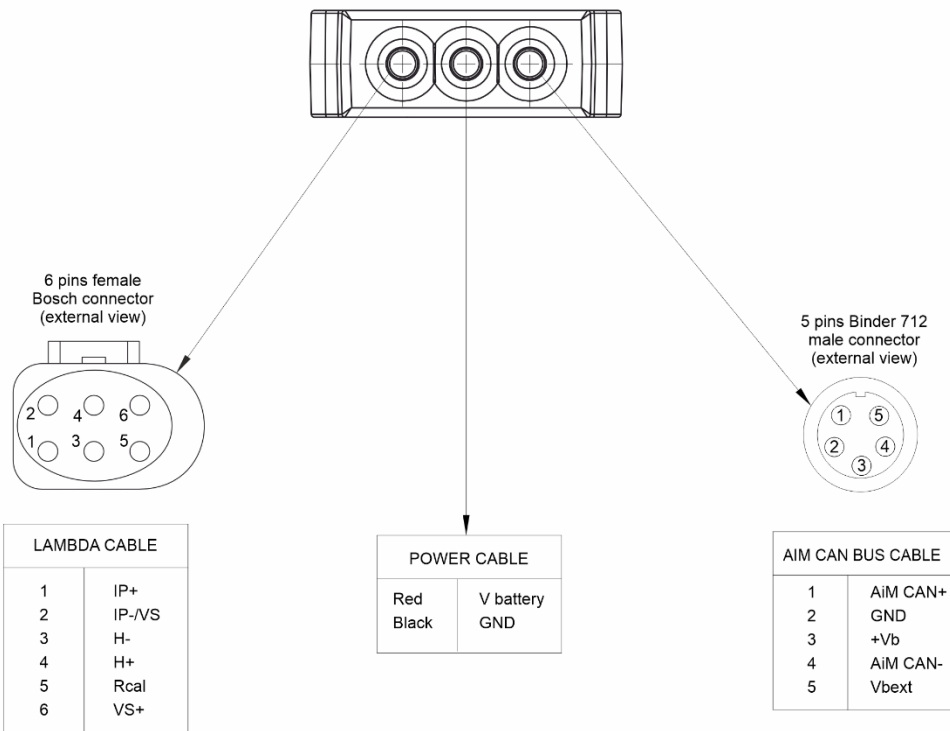 6 pins female
Bosch connector
(external view)
2 4 6
1 3 5
5 pins Binder 712
male connector
(external view)
1 5
2 4
3
LAMBDA CABLE
1 IP+
2 IP-/VS
3 H-
4 H+
5 Rcal
6 VS+
POWER CABLE
Red V battery
Black GND
AIM CAN BUS CABLE
1 AiM CAN+
2 GND
3 +Vb
4 AiM CAN-
5 Vbext